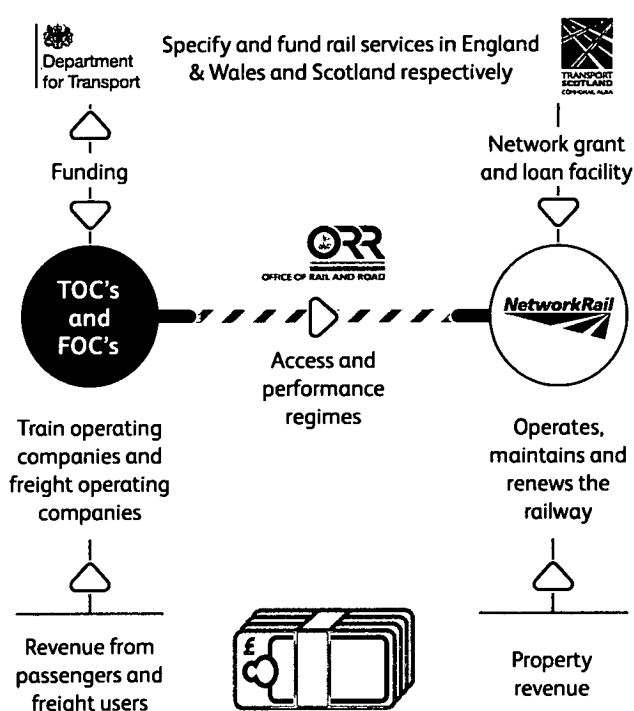 Department
for Transport
Specify and fund rail services in England
& Wales and Scotland respectively
TRANSPORT
SCOTLAND
CÒMHDHAIL ALBA
Funding
Network grant
and loan facility
ORR
OFFICE OF RAIL AND ROAD
TOC's
and
FOC's
NetworkRail
Access and
performance
regimes
Train operating
companies and
freight operating
companies
Operates,
maintains and
renews the
railway
£
Revenue from
passengers and
freight users
Property
revenue